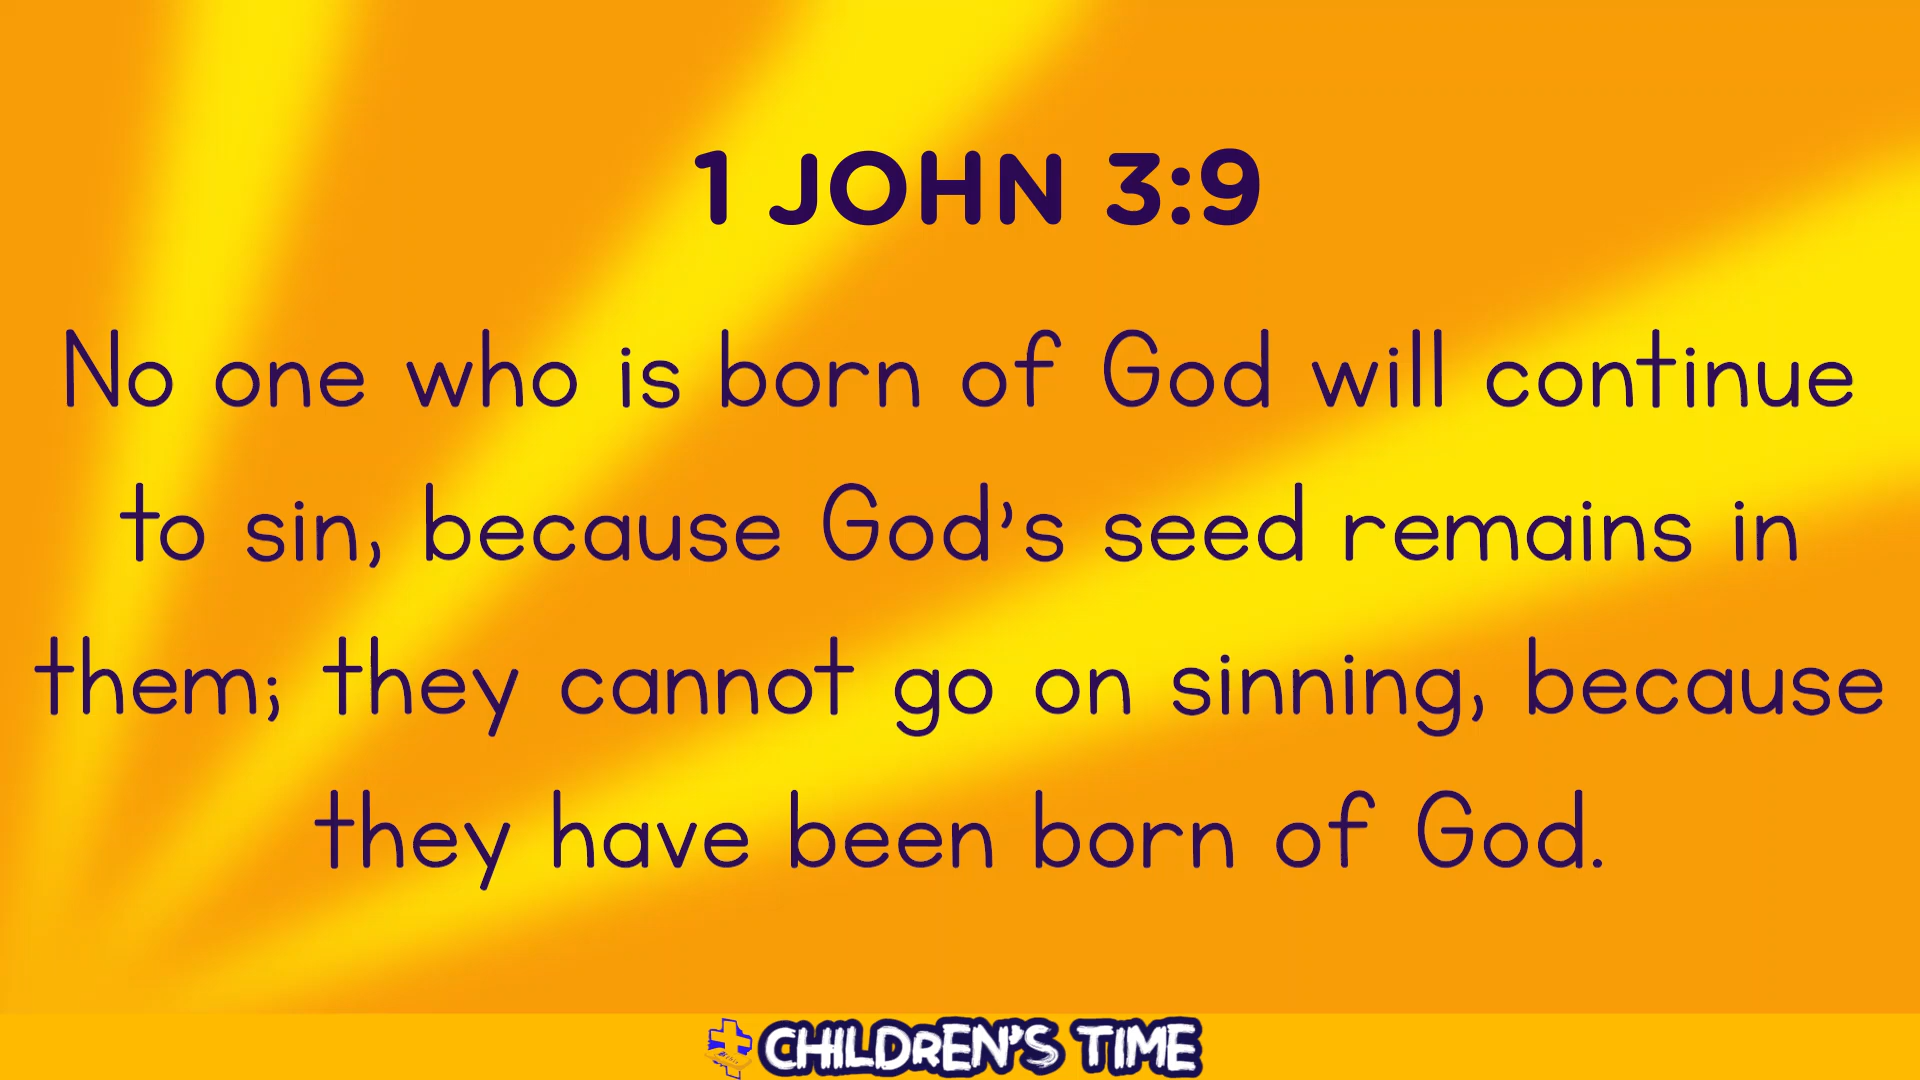 1 JOHN 3:9
No one who is born of God will continue
to sin, because God's seed remains in
them; they cannot go on sinning, because
they have been born of God.
CHILDREN'S TIME